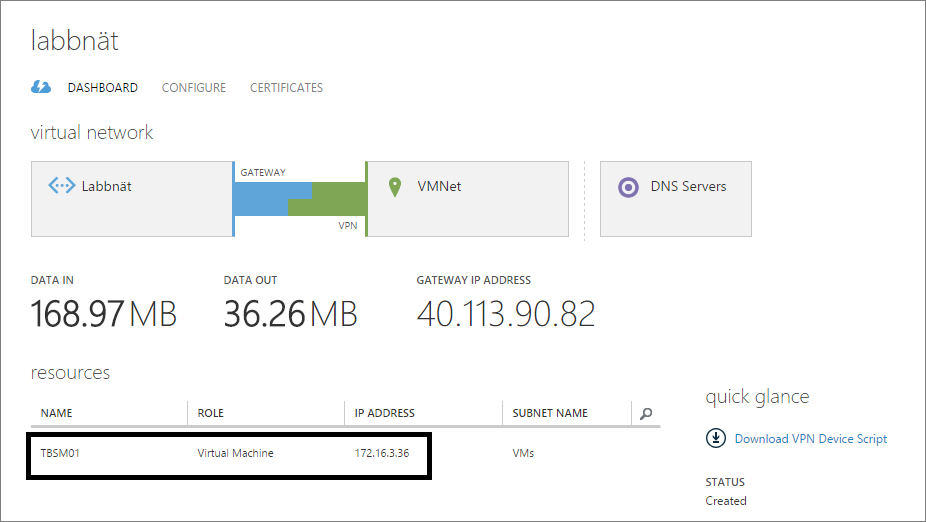 labbnät
DASHBOARD CONFIGURE CERTIFICATES
virtual network
Labbnät
GATEWAY
VPN
VMNet
DNS Servers
DATA IN
168.97 MB
DATA OUT
36.26 MB
GATEWAY IP ADDRESS
40.113.90.82
resources
NAME ROLE IP ADDRESS SUBNET NAME
TBSM01 Virtual Machine 172.16.3.36 VMs
quick glance
Download VPN Device Script
STATUS
Created